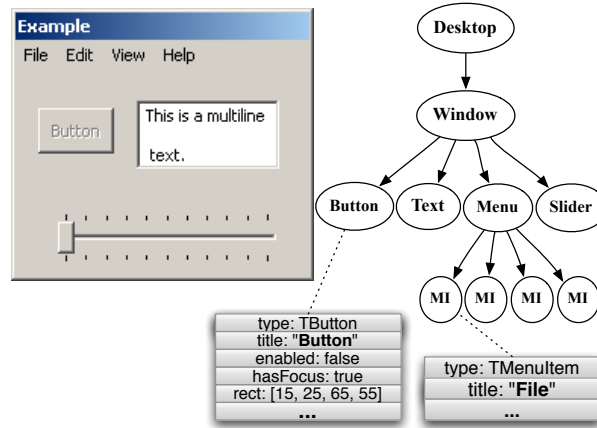 Example
File Edit View Help
Button
This is a multiline
text.
Desktop
Window
Button Text Menu Slider
MI MI MI MI
type: TButton
title: "Button"
enabled: false
hasFocus: true
rect: [15, 25, 65, 55]
...
type: TMenuItem
title: "File"
...